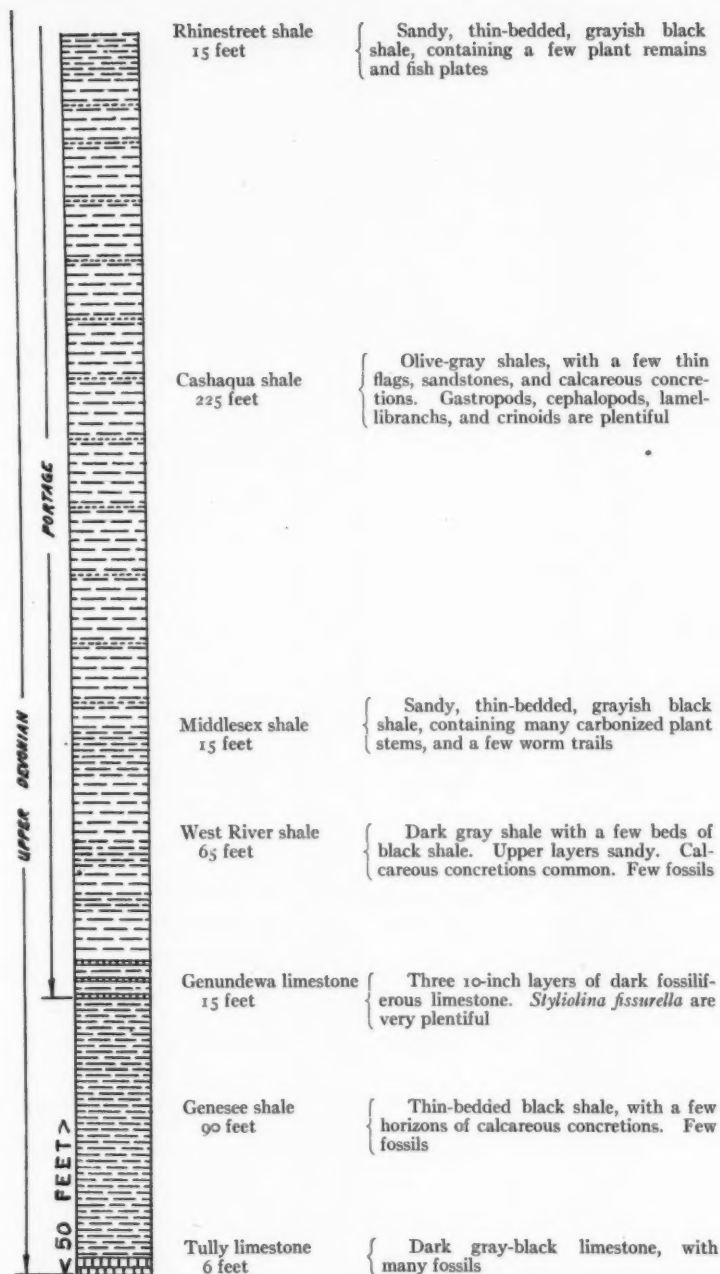 Rhinestreet shale
15 feet
Sandy, thin-bedded, grayish black
shale, containing a few plant remains
and fish plates
Cashaqua shale
225 feet
Olive-gray shales, with a few thin
flags, sandstones, and calcareous concre-
tions. Gastropods, cephalopods, lamel-
libranchs, and crinoids are plentiful
PORTAGE
UPPER DEVONIAN
Middlesex shale
15 feet
Sandy, thin-bedded, grayish black
shale, containing many carbonized plant
stems, and a few worm trails
West River shale
65 feet
Dark gray shale with a few beds of
black shale. Upper layers sandy. Cal-
careous concretions common. Few fossils
Genundewa limestone
15 feet
Three 10-inch layers of dark fossilif-
erous limestone. Styliolina fissurella are
very plentiful
Genesee shale
90 feet
Thin-bedded black shale, with a few
horizons of calcareous concretions. Few
fossils
< 50 FEET >
Tully limestone
6 feet
Dark gray-black limestone, with
many fossils